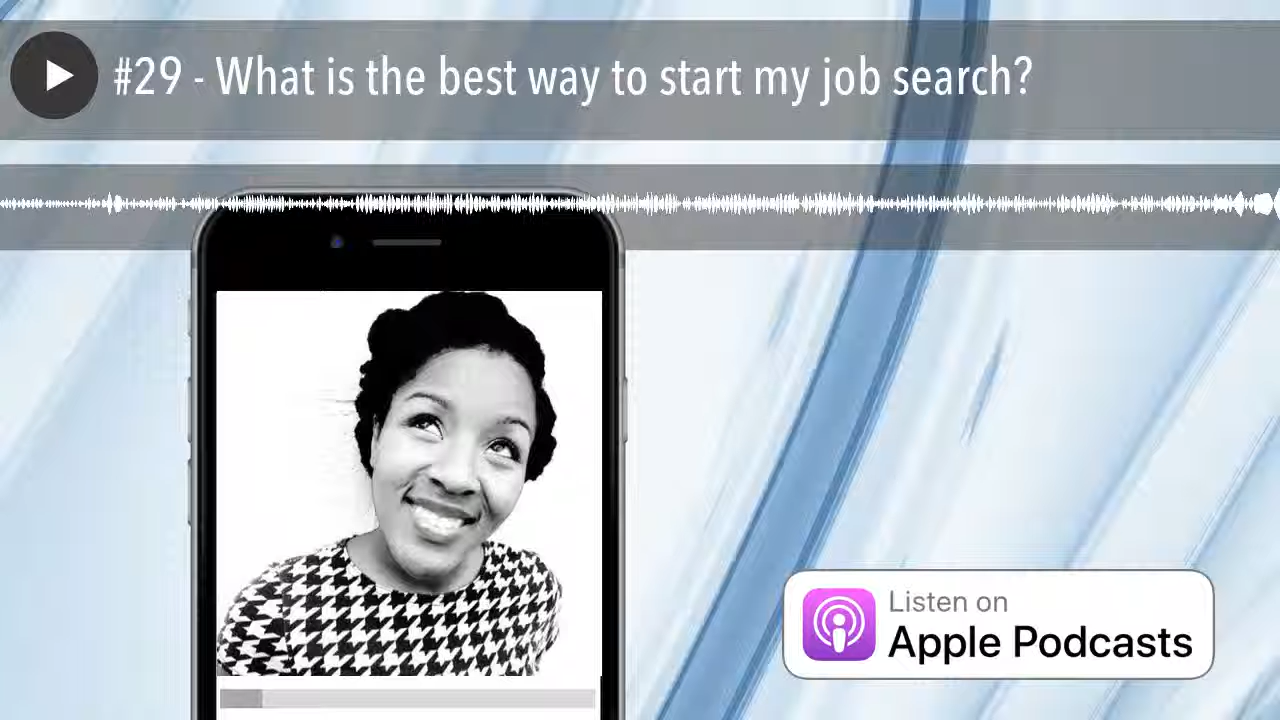 #29 - What is the best way to start my job search?
Listen on
Apple Podcasts